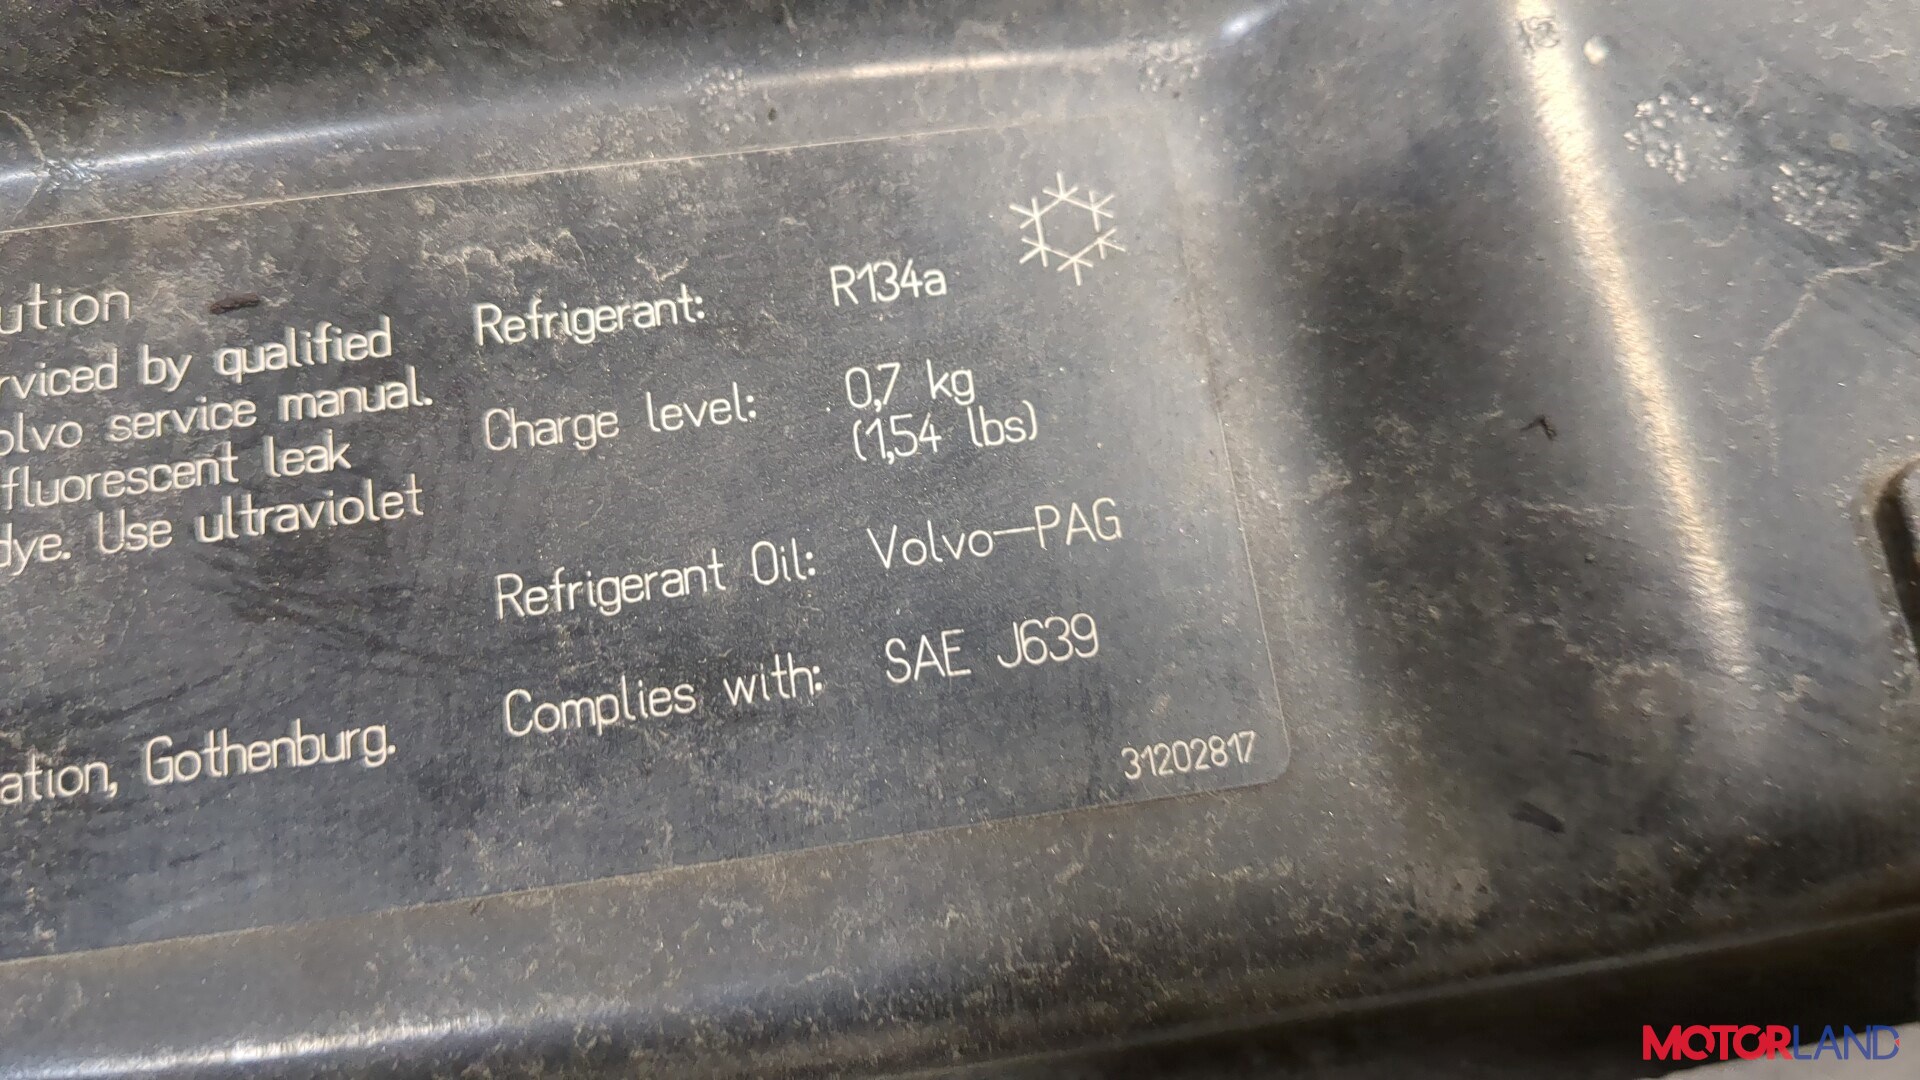 ution
rviced by qualified
olvo service manual.
fluorescent leak
dye. Use ultraviolet
ation, Gothenburg.
Refrigerant: R134a
Charge level: 0,7 kg
(1,54 lbs)
Refrigerant Oil: Volvo-PAG
Complies with: SAE J639
31202817
MOTORLAND